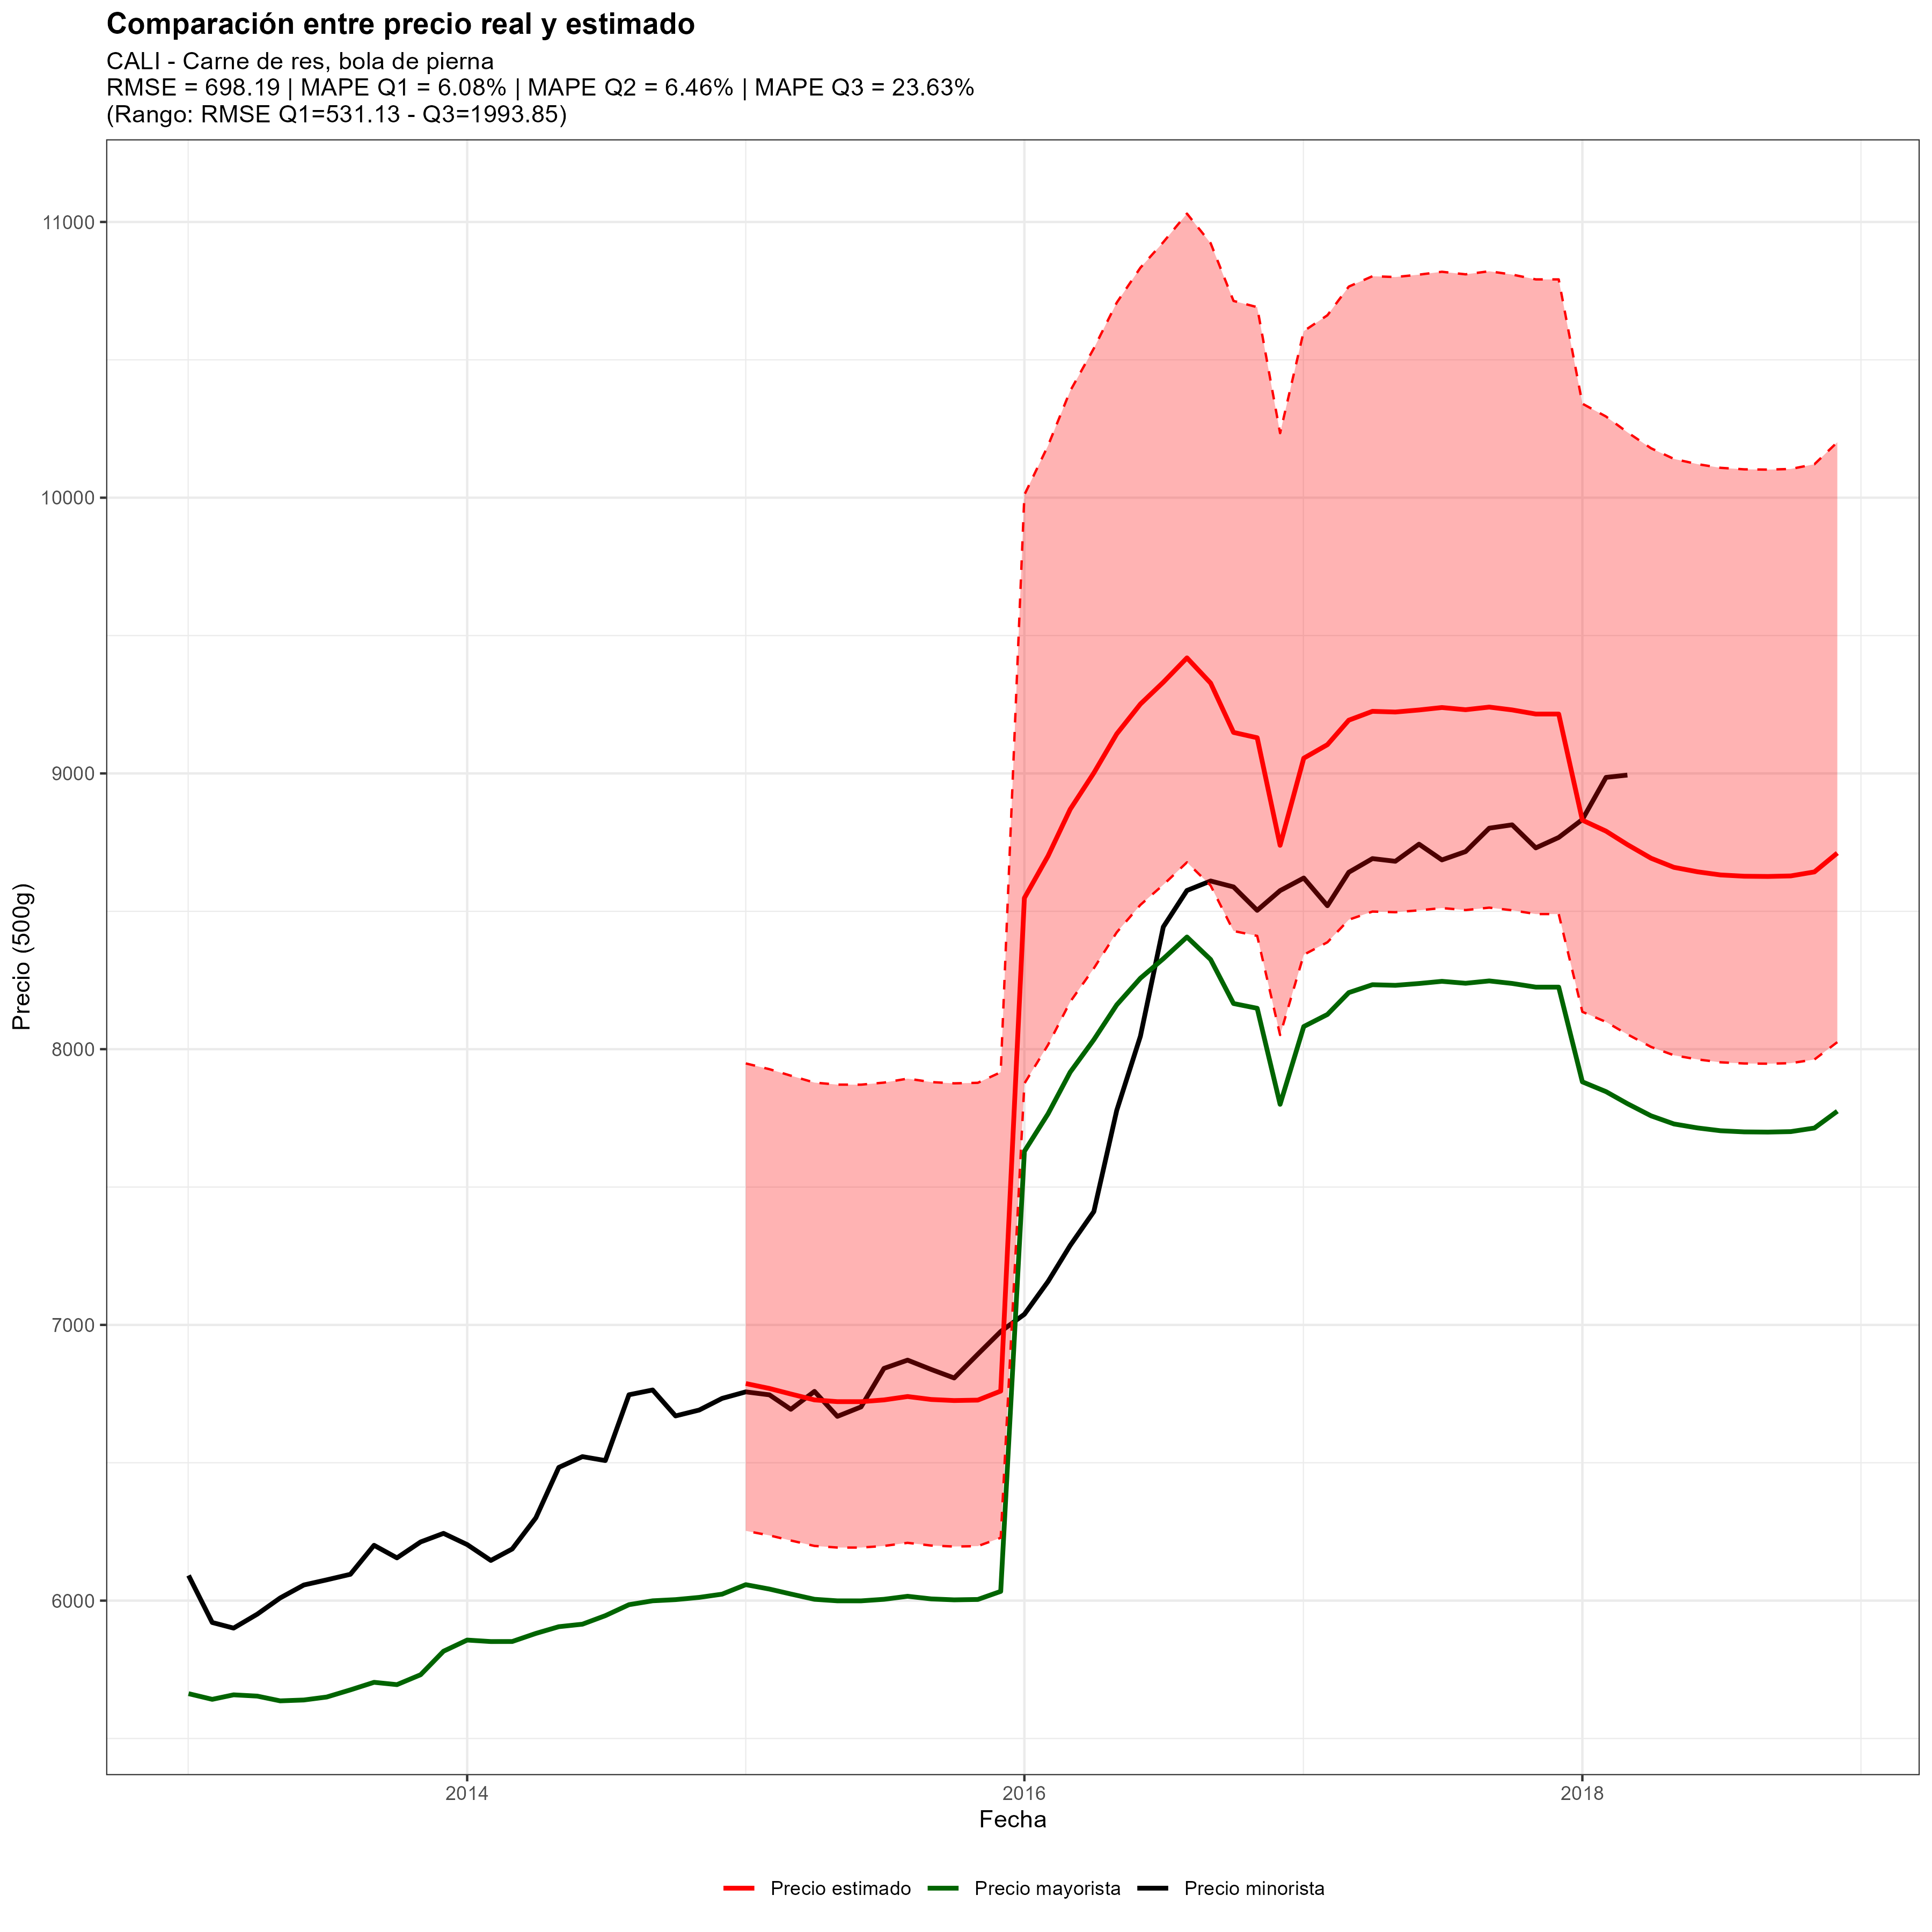 Comparación entre precio real y estimado
CALI - Carne de res, bola de pierna
RMSE = 698.19 | MAPE Q1 = 6.08% | MAPE Q2 = 6.46% | MAPE Q3 = 23.63%
(Rango: RMSE Q1=531.13 - Q3=1993.85)
11000
10000
9000
8000
7000
6000
Precio (500g)
2014
2016
2018
Fecha
Precio estimado
Precio mayorista
Precio minorista